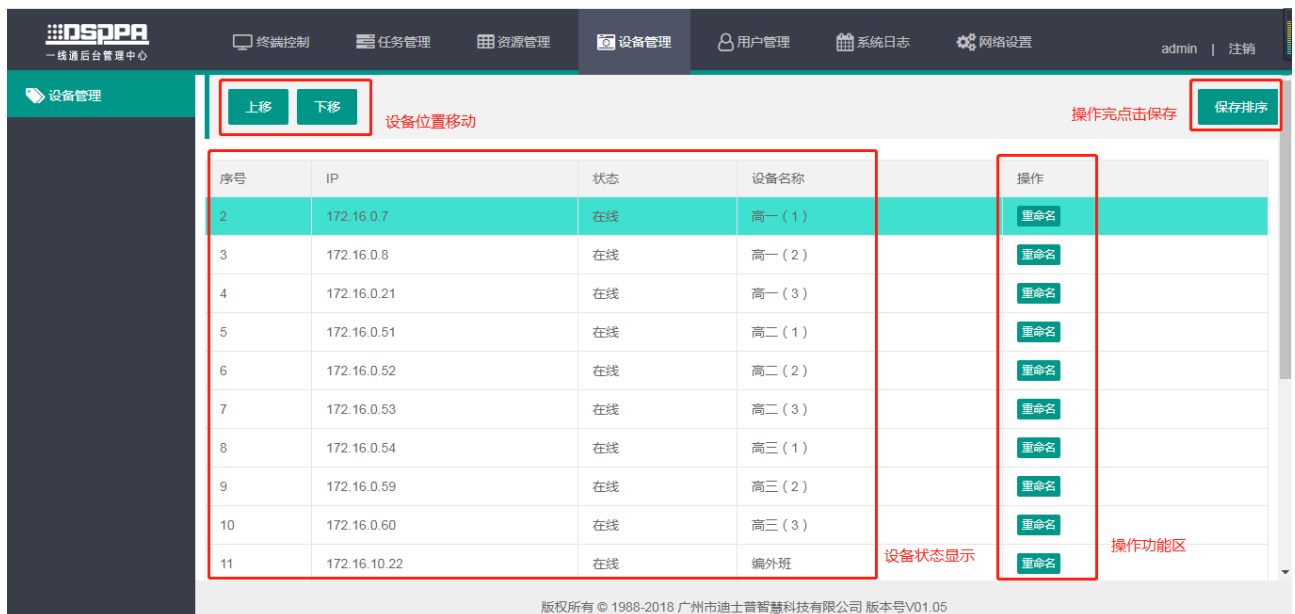 DSPPA
一线通后台管理中心
终端控制 任务管理 资源管理 设备管理 用户管理 系统日志 网络设置 admin | 注销
设备管理
上移 下移 设备位置移动 操作完点击保存 保存排序
序号 IP 状态 设备名称 操作
2 172.16.0.7 在线 高一（1） 重命名
3 172.16.0.8 在线 高一（2） 重命名
4 172.16.0.21 在线 高一（3） 重命名
5 172.16.0.51 在线 高二（1） 重命名
6 172.16.0.52 在线 高二（2） 重命名
7 172.16.0.53 在线 高二（3） 重命名
8 172.16.0.54 在线 高三（1） 重命名
9 172.16.0.59 在线 高三（2） 重命名
10 172.16.0.60 在线 高三（3） 重命名
11 172.16.10.22 在线 编外班 设备状态显示 重命名 操作功能区
版权所有 © 1988-2018 广州市迪士普智慧科技有限公司 版本号V01.05